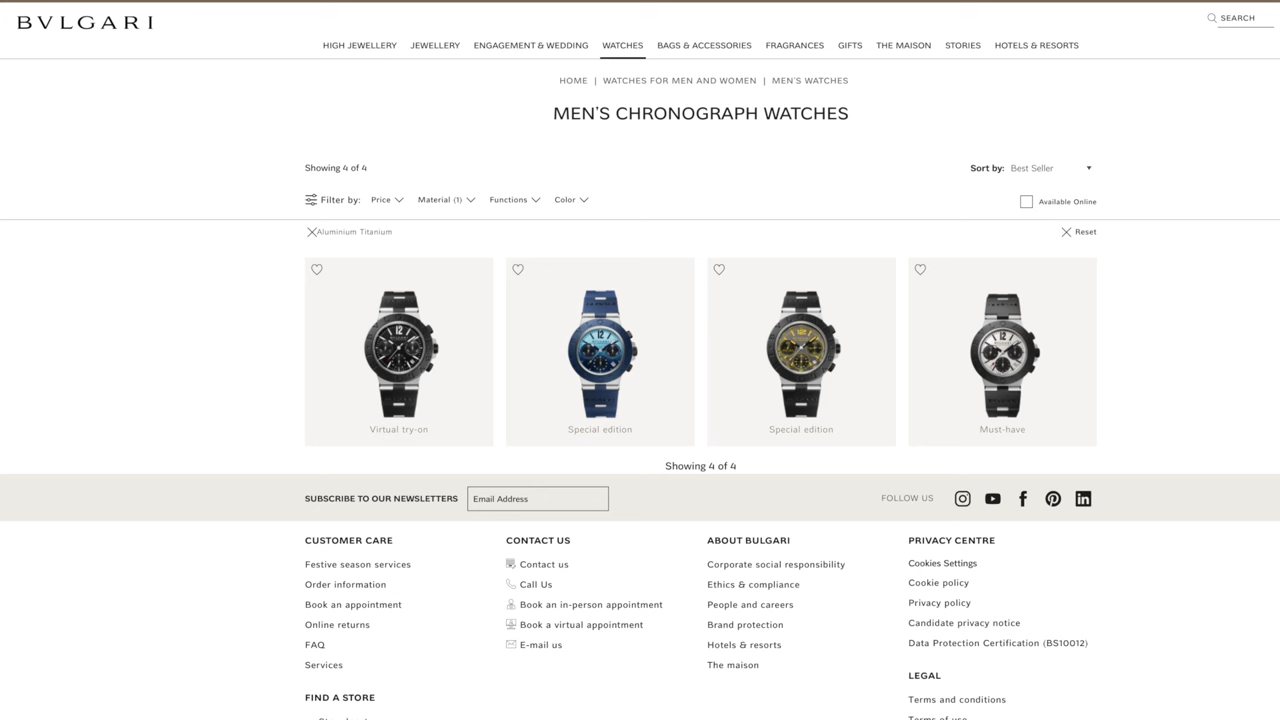 BVLGARI
SEARCH
HIGH JEWELLERY JEWELLERY ENGAGEMENT & WEDDING WATCHES BAGS & ACCESSORIES FRAGRANCES GIFTS THE MAISON STORIES HOTELS & RESORTS
HOME | WATCHES FOR MEN AND WOMEN | MEN'S WATCHES
MEN'S CHRONOGRAPH WATCHES
Showing 4 of 4
Sort by: Best Seller
Filter by: Price Material (1) Functions Color
Available Online
Aluminium Titanium
Reset
Virtual try-on
Special edition
Special edition
Must-have
Showing 4 of 4
SUBSCRIBE TO OUR NEWSLETTERS
Email Address
FOLLOW US
CUSTOMER CARE
Festive season services
Order information
Book an appointment
Online returns
FAQ
Services
FIND A STORE
CONTACT US
Contact us
Call Us
Book an in-person appointment
Book a virtual appointment
E-mail us
ABOUT BULGARI
Corporate social responsibility
Ethics & compliance
People and careers
Brand protection
Hotels & resorts
The maison
PRIVACY CENTRE
Cookies Settings
Cookie policy
Privacy policy
Candidate privacy notice
Data Protection Certification (BS10012)
LEGAL
Terms and conditions
Terms of use